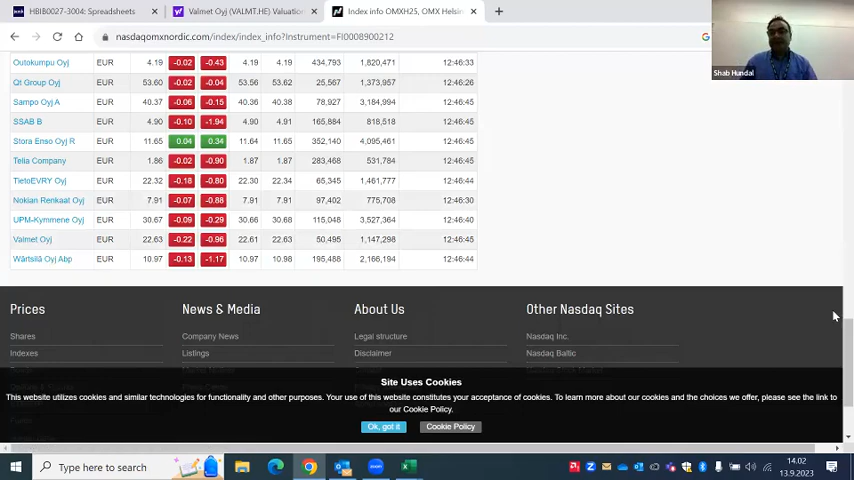 HBIB0027-3004: Spreadsheets
Valmet Oyj (VALMT.HE) Valuation
Index info OMXH25, OMX Helsin
nasdaqomxnordic.com/index/index_info?Instrument=FI0008900212
Shab Hundal
Outokumpu Oyj EUR 4.19 -0.02 -0.43 4.19 4.19 434,793 1,820,471 12:46:33
Qt Group Oyj EUR 53.60 -0.02 -0.04 53.56 53.62 25,567 1,373,957 12:46:26
Sampo Oyj A EUR 40.37 -0.06 -0.15 40.36 40.38 78,927 3,184,994 12:46:45
SSAB B EUR 4.90 -0.10 -1.94 4.90 4.91 165,884 818,518 12:46:45
Stora Enso Oyj R EUR 11.65 0.04 0.34 11.64 11.65 352,140 4,095,461 12:46:45
Telia Company EUR 1.86 -0.02 -0.90 1.87 1.87 283,468 531,784 12:46:45
TietoEVRY Oyj EUR 22.32 -0.18 -0.80 22.30 22.34 65,345 1,461,777 12:46:44
Nokian Renkaat Oyj EUR 7.91 -0.07 -0.88 7.91 7.91 97,402 775,708 12:46:30
UPM-Kymmene Oyj EUR 30.67 -0.09 -0.29 30.66 30.68 115,048 3,527,364 12:46:40
Valmet Oyj EUR 22.63 -0.22 -0.96 22.61 22.63 50,495 1,147,298 12:46:45
Wärtsilä Oyj Abp EUR 10.97 -0.13 -1.17 10.97 10.98 195,488 2,166,194 12:46:44
Prices News & Media About Us Other Nasdaq Sites
Shares Company News Legal structure Nasdaq Inc.
Indexes Listings Disclaimer Nasdaq Baltic
Site Uses Cookies
This website utilizes cookies and similar technologies for functionality and other purposes. Your use of this website constitutes your acceptance of cookies. To learn more about our cookies and the choices we offer, please see the link to
our Cookie Policy.
Ok, got it Cookie Policy
Type here to search
14.02
13.9.2023